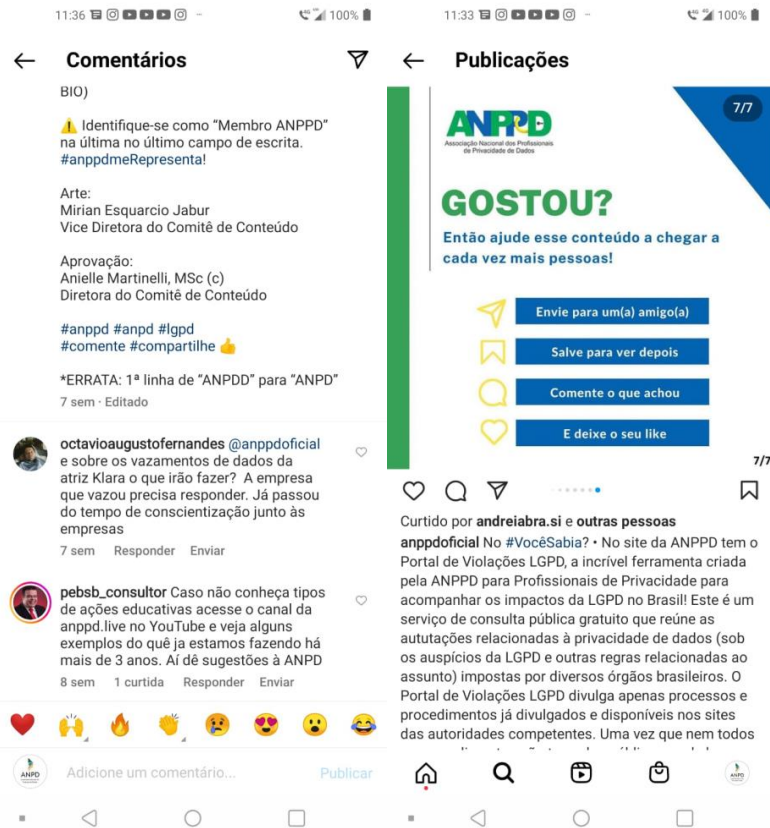 11:36
100%
Comentários
BIO)
⚠️ Identifique-se como “Membro ANPPD”
na última no último campo de escrita.
#anppdmeRepresenta!
Arte:
Mirian Esquarcio Jabur
Vice Diretora do Comitê de Conteúdo
Aprovação:
Anielle Martinelli, MSc (c)
Diretora do Comitê de Conteúdo
#anppd #anpd #lgpd
#comente #compartilhe 👍
*ERRATA: 1ª linha de “ANPDD” para “ANPD”
7 sem · Editado
octavioaugustofernandes @anppdoficial
e sobre os vazamentos de dados da
atriz Klara o que irão fazer? A empresa
que vazou precisa responder. Já passou
do tempo de conscientização junto às
empresas
7 sem Responder Enviar
pebsb_consultor Caso não conheça tipos
de ações educativas acesse o canal da
anppd.live no YouTube e veja alguns
exemplos do quê ja estamos fazendo há
mais de 3 anos. Aí dê sugestões à ANPD
8 sem 1 curtida Responder Enviar
ANPD
Adicione um comentário... Publicar
11:33
100%
Publicações
7/7
ANPPD
Associação Nacional dos Profissionais
de Privacidade de Dados
GOSTOU?
Então ajude esse conteúdo a chegar a
cada vez mais pessoas!
Envie para um(a) amigo(a)
Salve para ver depois
Comente o que achou
E deixe o seu like
7/7
Curtido por andreiabra.si e outras pessoas
anppdoficial No #VocêSabia? • No site da ANPPD tem o
Portal de Violações LGPD, a incrível ferramenta criada
pela ANPPD para Profissionais de Privacidade para
acompanhar os impactos da LGPD no Brasil! Este é um
serviço de consulta pública gratuito que reúne as
autuações relacionadas à privacidade de dados (sob
os auspícios da LGPD e outras regras relacionadas ao
assunto) impostas por diversos órgãos brasileiros. O
Portal de Violações LGPD divulga apenas processos e
procedimentos já divulgados e disponíveis nos sites
das autoridades competentes. Uma vez que nem todos
ANPD